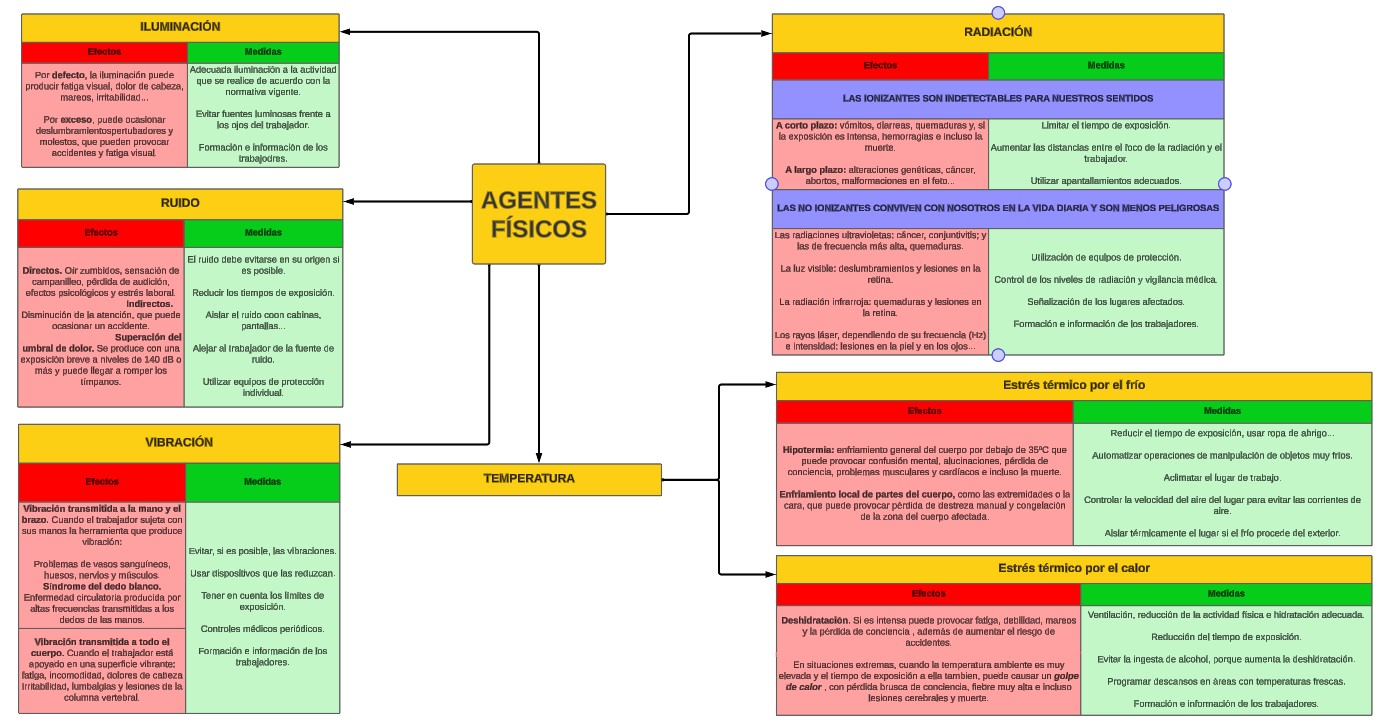 ILUMINACIÓN
Efectos
Medidas
Por defecto, la iluminación puede
producir fatiga visual, dolor de cabeza,
mareos, irritabilidad...
Por exceso, puede ocasionar
deslumbramientospertubadores y
molestos, que pueden provocar
accidentes y fatiga visual.
Adecuada iluminación a la actividad
que se realice de acuerdo con la
normativa vigente.
Evitar fuentes luminosas frente a
los ojos del trabajador.
Formación e información de los
trabajodres.
RUIDO
Efectos
Medidas
Directos. Oír zumbidos, sensación de
campanilleo, pérdida de audición,
efectos psicológicos y estrés laboral.
Indirectos.
Disminución de la atención, que puede
ocasionar un accidente.
Superación del
umbral de dolor. Se produce con una
exposición breve a niveles de 140 dB o
más y puede llegar a romper los
tímpanos.
El ruido debe evitarse en su origen si
es posible.
Reducir los tiempos de exposición.
Aislar el ruido coon cabinas,
pantallas...
Alejar al trabajador de la fuente de
ruido.
Utilizar equipos de protección
individual.
VIBRACIÓN
Efectos
Medidas
Vibración transmitida a la mano y el
brazo. Cuando el trabajador sujeta con
sus manos la herramienta que produce
vibración:
Problemas de vasos sanguíneos,
huesos, nervios y músculos.
Síndrome del dedo blanco.
Enfermedad circulatoria producida por
altas frecuencias transmitidas a los
dedos de las manos.
Vibración transmitida a todo el
cuerpo. Cuando el trabajador está
apoyado en una superficie vibrante:
fatiga, incomodidad, dolores de cabeza
irritabilidad, lumbalgias y lesiones de la
columna vertebral.
Evitar, si es posible, las vibraciones.
Usar dispositivos que las reduzcan.
Tener en cuenta los límites de
exposición.
Controles médicos periódicos.
Formación e información de los
trabajadores.
AGENTES
FÍSICOS
TEMPERATURA
RADIACIÓN
Efectos
Medidas
LAS IONIZANTES SON INDETECTABLES PARA NUESTROS SENTIDOS
A corto plazo: vómitos, diarreas, quemaduras y, si
la exposición es intensa, hemorragias e incluso la
muerte.
A largo plazo: alteraciones genéticas, cáncer,
abortos, malformaciones en el feto...
Limitar el tiempo de exposición.
Aumentar las distancias entre el foco de la radiación y el
trabajador.
Utilizar apantallamientos adecuados.
LAS NO IONIZANTES CONVIVEN CON NOSOTROS EN LA VIDA DIARIA Y SON MENOS PELIGROSAS
Las radiaciones ultravioletas: cáncer, conjuntivitis; y
las de frecuencia más alta, quemaduras.
La luz visible: deslumbramientos y lesiones en la
retina.
La radiación infrarroja: quemaduras y lesiones en
la retina.
Los rayos láser, dependiendo de su frecuencia (Hz)
e intensidad: lesiones en la piel y en los ojos...
Utilización de equipos de protección.
Control de los niveles de radiación y vigilancia médica.
Señalización de los lugares afectados.
Formación e información de los trabajadores.
Estrés térmico por el frío
Efectos
Medidas
Hipotermia: enfriamiento general del cuerpo por debajo de 35ºC que
puede provocar confusión mental, alucinaciones, pérdida de
conciencia, problemas musculares y cardíacos e incluso la muerte.
Enfriamiento local de partes del cuerpo, como las extremidades o la
cara, que puede provocar pérdida de destreza manual y congelación
de la zona del cuerpo afectada.
Reducir el tiempo de exposición, usar ropa de abrigo...
Automatizar operaciones de manipulación de objetos muy fríos.
Aclimatar el lugar de trabajo.
Controlar la velocidad del aire del lugar para evitar las corrientes de
aire.
Aislar térmicamente el lugar si el frío procede del exterior.
Estrés térmico por el calor
Efectos
Medidas
Deshidratación. Si es intensa puede provocar fatiga, debilidad, mareos
y la pérdida de conciencia , además de aumentar el riesgo de
accidentes.
En situaciones extremas, cuando la temperatura ambiente es muy
elevada y el tiempo de exposición a ella tambien, puede causar un golpe
de calor , con pérdida brusca de conciencia, fiebre muy alta e incluso
lesiones cerebrales y muerte.
Ventilación, reducción de la actividad física e hidratación adecuada.
Reducción del tiempo de exposición.
Evitar la ingesta de alcohol, porque aumenta la deshidratación.
Programar descansos en áreas con temperaturas frescas.
Formación e información de los trabajadores.